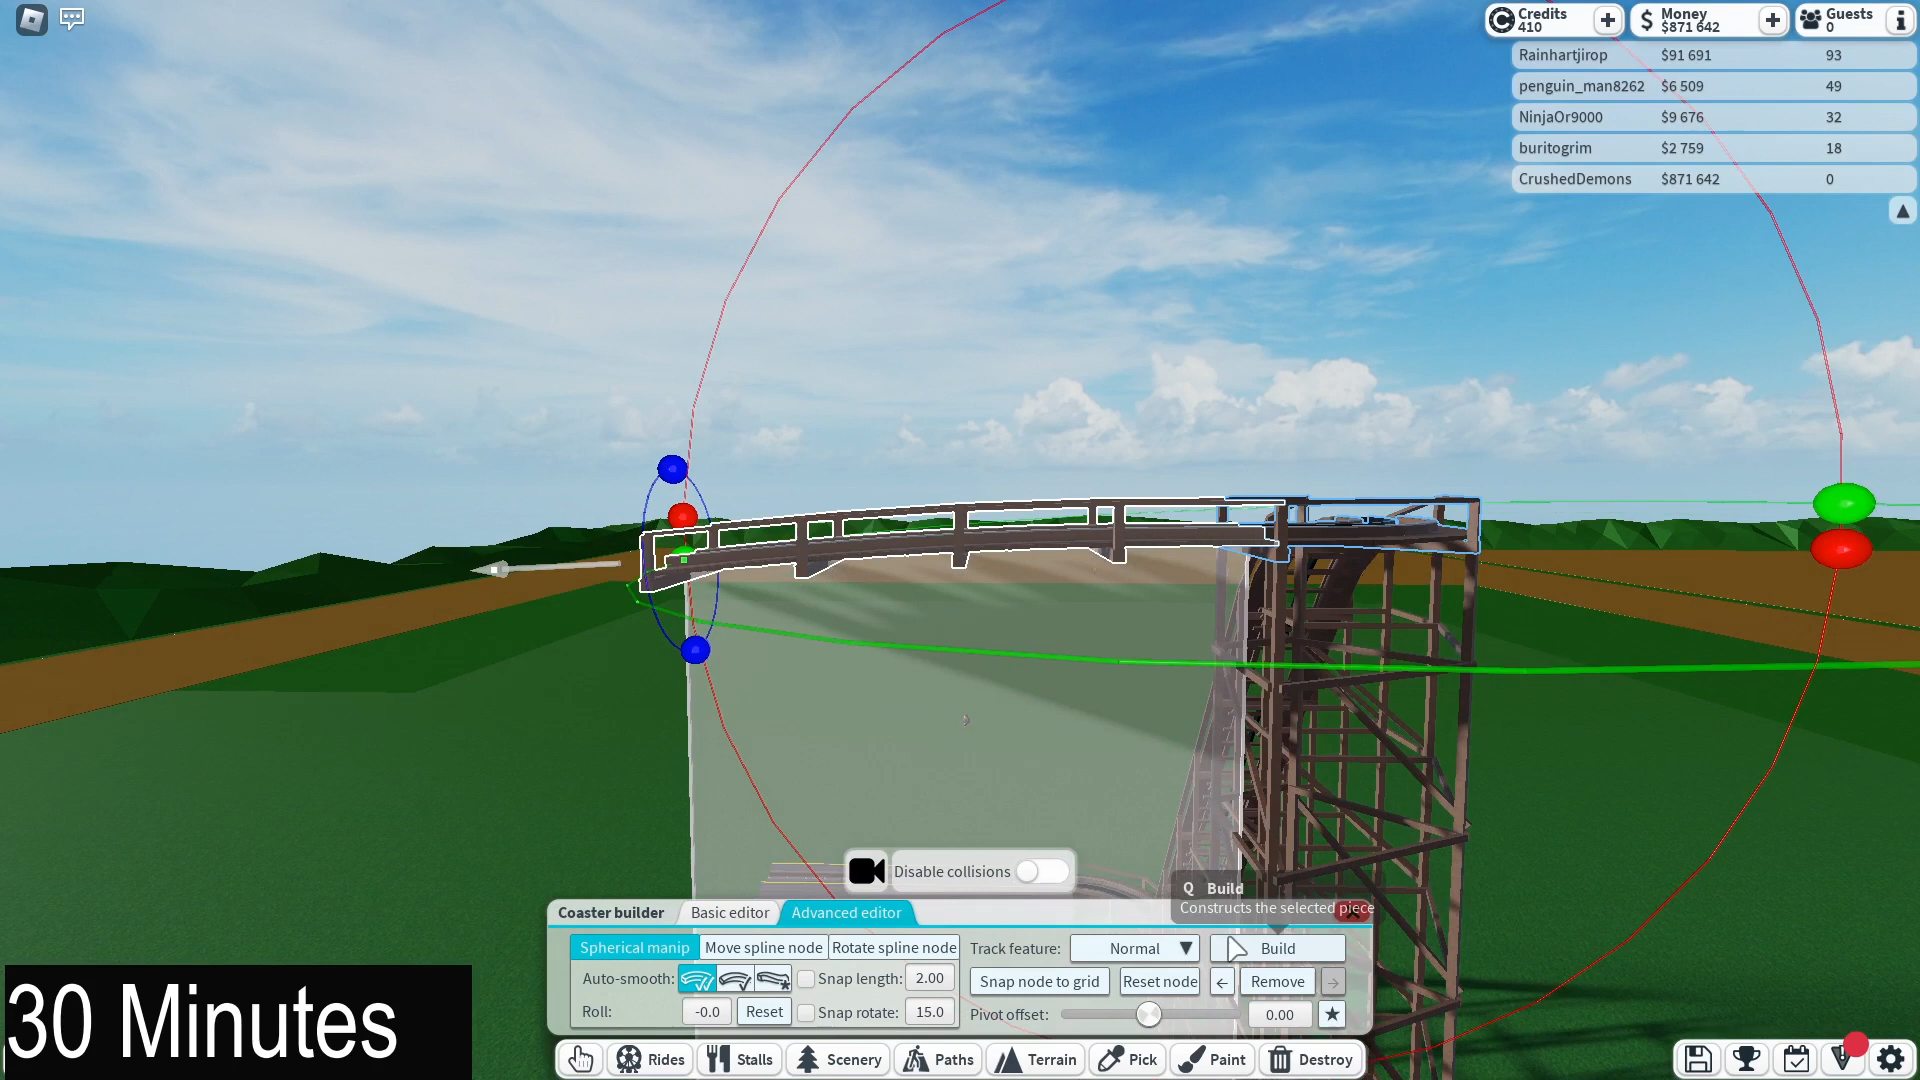 Credits
410
Money
$871 642
Guests
0
Rainhartjirop $91 691 93
penguin_man8262 $6 509 49
NinjaOr9000 $9 676 32
buritogrim $2 759 18
CrushedDemons $871 642 0
Disable collisions
Q Build
Constructs the selected piece
Coaster builder Basic editor Advanced editor
Spherical manip Move spline node Rotate spline node Track feature: Normal Build
Auto-smooth: Snap length: 2.00 Snap node to grid Reset node Remove
Roll: -0.0 Reset Snap rotate: 15.0 Pivot offset: 0.00
Rides Stalls Scenery Paths Terrain Pick Paint Destroy
30 Minutes